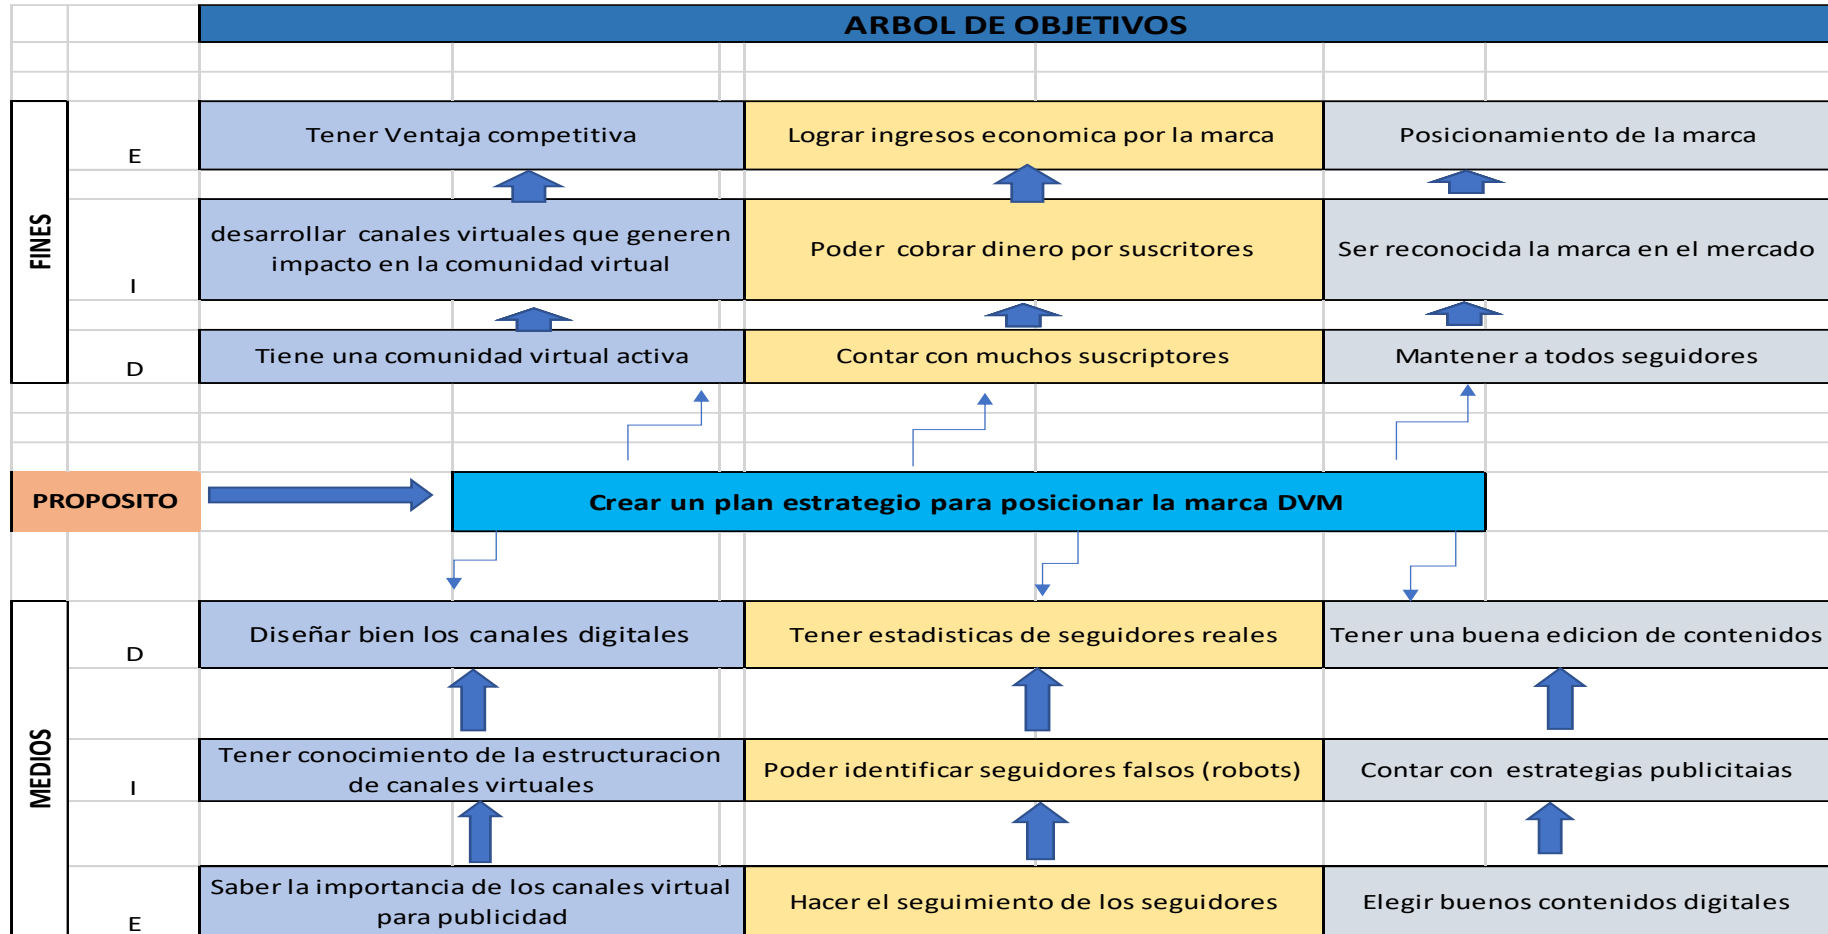 ARBOL DE OBJETIVOS
FINES
E
Tener Ventaja competitiva
Lograr ingresos economica por la marca
Posicionamiento de la marca
I
desarrollar canales virtuales que generen
impacto en la comunidad virtual
Poder cobrar dinero por suscritores
Ser reconocida la marca en el mercado
D
Tiene una comunidad virtual activa
Contar con muchos suscriptores
Mantener a todos seguidores
PROPOSITO
Crear un plan estrategio para posicionar la marca DVM
MEDIOS
D
Diseñar bien los canales digitales
Tener estadisticas de seguidores reales
Tener una buena edicion de contenidos
I
Tener conocimiento de la estructuracion
de canales virtuales
Poder identificar seguidores falsos (robots)
Contar con estrategias publicitaias
E
Saber la importancia de los canales virtual
para publicidad
Hacer el seguimiento de los seguidores
Elegir buenos contenidos digitales